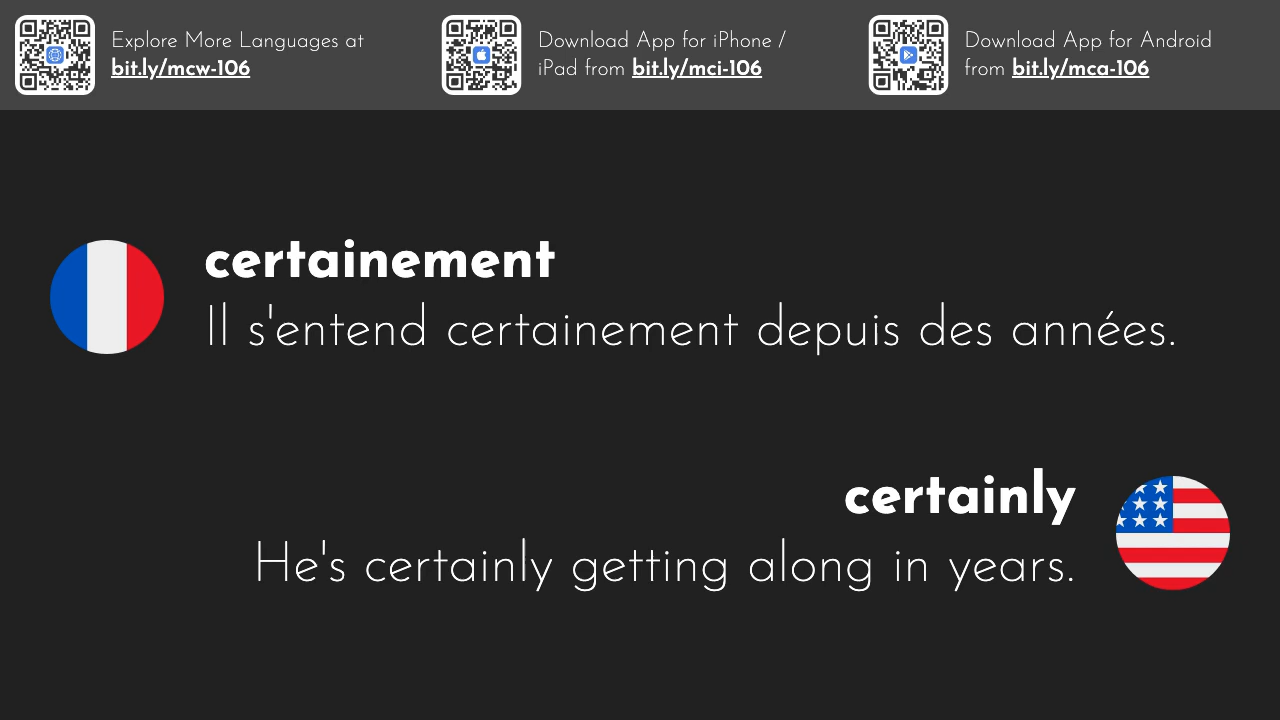 Explore More Languages at
bit.ly/mcw-106
Download App for iPhone /
iPad from bit.ly/mci-106
Download App for Android
from bit.ly/mca-106
certainement
Il s'entend certainement depuis des années.
certainly
He's certainly getting along in years.